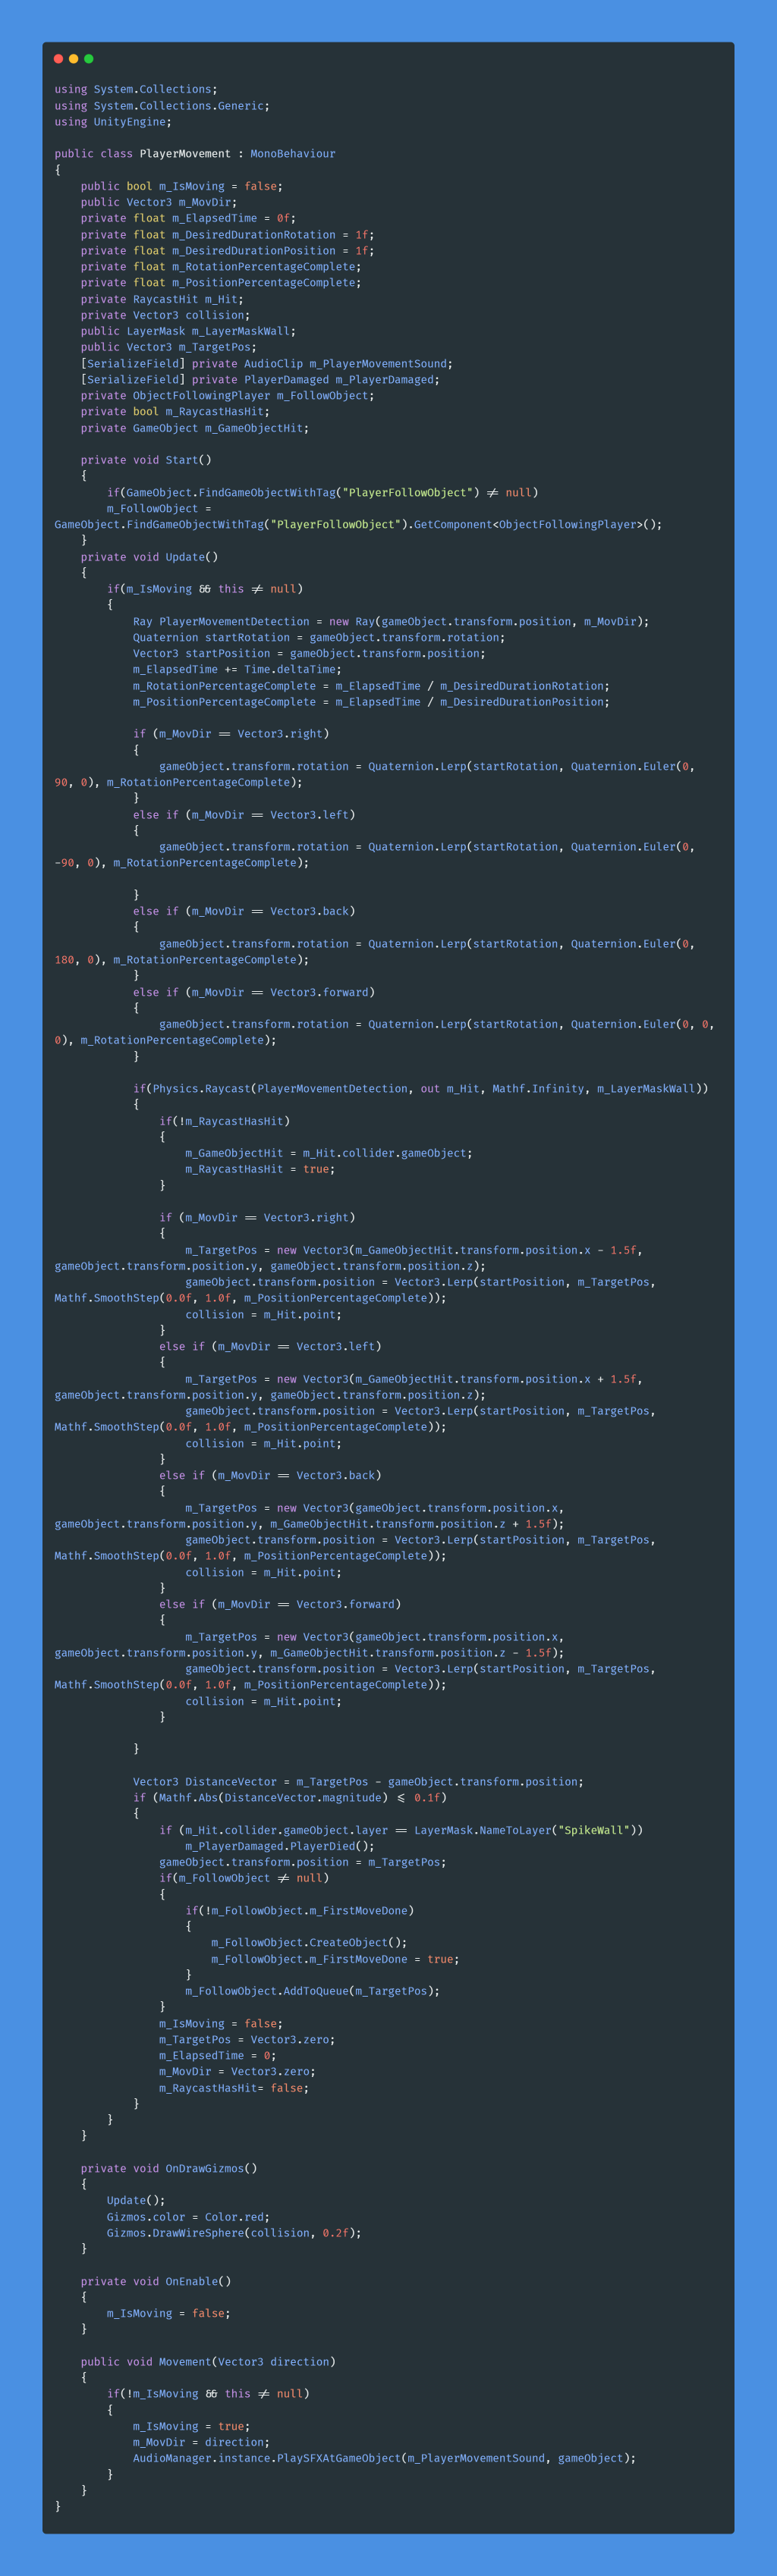 using System.Collections;
using System.Collections.Generic;
using UnityEngine;

public class PlayerMovement : MonoBehaviour
{
    public bool m_IsMoving = false;
    public Vector3 m_MovDir;
    private float m_ElapsedTime = 0f;
    private float m_DesiredDurationRotation = 1f;
    private float m_DesiredDurationPosition = 1f;
    private float m_RotationPercentageComplete;
    private float m_PositionPercentageComplete;
    private RaycastHit m_Hit;
    private Vector3 collision;
    public LayerMask m_LayerMaskWall;
    public Vector3 m_TargetPos;
    [SerializeField] private AudioClip m_PlayerMovementSound;
    [SerializeField] private PlayerDamaged m_PlayerDamaged;
    private ObjectFollowingPlayer m_FollowObject;
    private bool m_RaycastHasHit;
    private GameObject m_GameObjectHit;

    private void Start()
    {
        if(GameObject.FindGameObjectWithTag("PlayerFollowObject") != null)
        m_FollowObject =
GameObject.FindGameObjectWithTag("PlayerFollowObject").GetComponent<ObjectFollowingPlayer>();
    }
    private void Update()
    {
        if(m_IsMoving && this != null)
        {
            Ray PlayerMovementDetection = new Ray(gameObject.transform.position, m_MovDir);
            Quaternion startRotation = gameObject.transform.rotation;
            Vector3 startPosition = gameObject.transform.position;
            m_ElapsedTime += Time.deltaTime;
            m_RotationPercentageComplete = m_ElapsedTime / m_DesiredDurationRotation;
            m_PositionPercentageComplete = m_ElapsedTime / m_DesiredDurationPosition;

            if (m_MovDir == Vector3.right)
            {
                gameObject.transform.rotation = Quaternion.Lerp(startRotation, Quaternion.Euler(0,
90, 0), m_RotationPercentageComplete);
            }
            else if (m_MovDir == Vector3.left)
            {
                gameObject.transform.rotation = Quaternion.Lerp(startRotation, Quaternion.Euler(0,
-90, 0), m_RotationPercentageComplete);

            }
            else if (m_MovDir == Vector3.back)
            {
                gameObject.transform.rotation = Quaternion.Lerp(startRotation, Quaternion.Euler(0,
180, 0), m_RotationPercentageComplete);
            }
            else if (m_MovDir == Vector3.forward)
            {
                gameObject.transform.rotation = Quaternion.Lerp(startRotation, Quaternion.Euler(0, 0,
0), m_RotationPercentageComplete);
            }

            if(Physics.Raycast(PlayerMovementDetection, out m_Hit, Mathf.Infinity, m_LayerMaskWall))
            {
                if(!m_RaycastHasHit)
                {
                    m_GameObjectHit = m_Hit.collider.gameObject;
                    m_RaycastHasHit = true;
                }

                if (m_MovDir == Vector3.right)
                {
                    m_TargetPos = new Vector3(m_GameObjectHit.transform.position.x - 1.5f,
gameObject.transform.position.y, gameObject.transform.position.z);
                    gameObject.transform.position = Vector3.Lerp(startPosition, m_TargetPos,
Mathf.SmoothStep(0.0f, 1.0f, m_PositionPercentageComplete));
                    collision = m_Hit.point;
                }
                else if (m_MovDir == Vector3.left)
                {
                    m_TargetPos = new Vector3(m_GameObjectHit.transform.position.x + 1.5f,
gameObject.transform.position.y, gameObject.transform.position.z);
                    gameObject.transform.position = Vector3.Lerp(startPosition, m_TargetPos,
Mathf.SmoothStep(0.0f, 1.0f, m_PositionPercentageComplete));
                    collision = m_Hit.point;
                }
                else if (m_MovDir == Vector3.back)
                {
                    m_TargetPos = new Vector3(gameObject.transform.position.x,
gameObject.transform.position.y, m_GameObjectHit.transform.position.z + 1.5f);
                    gameObject.transform.position = Vector3.Lerp(startPosition, m_TargetPos,
Mathf.SmoothStep(0.0f, 1.0f, m_PositionPercentageComplete));
                    collision = m_Hit.point;
                }
                else if (m_MovDir == Vector3.forward)
                {
                    m_TargetPos = new Vector3(gameObject.transform.position.x,
gameObject.transform.position.y, m_GameObjectHit.transform.position.z - 1.5f);
                    gameObject.transform.position = Vector3.Lerp(startPosition, m_TargetPos,
Mathf.SmoothStep(0.0f, 1.0f, m_PositionPercentageComplete));
                    collision = m_Hit.point;
                }

            }

            Vector3 DistanceVector = m_TargetPos - gameObject.transform.position;
            if (Mathf.Abs(DistanceVector.magnitude) <= 0.1f)
            {
                if (m_Hit.collider.gameObject.layer == LayerMask.NameToLayer("SpikeWall"))
                    m_PlayerDamaged.PlayerDied();
                gameObject.transform.position = m_TargetPos;
                if(m_FollowObject != null)
                {
                    if(!m_FollowObject.m_FirstMoveDone)
                    {
                        m_FollowObject.CreateObject();
                        m_FollowObject.m_FirstMoveDone = true;
                    }
                    m_FollowObject.AddToQueue(m_TargetPos);
                }
                m_IsMoving = false;
                m_TargetPos = Vector3.zero;
                m_ElapsedTime = 0;
                m_MovDir = Vector3.zero;
                m_RaycastHasHit= false;
            }
        }
    }

    private void OnDrawGizmos()
    {
        Update();
        Gizmos.color = Color.red;
        Gizmos.DrawWireSphere(collision, 0.2f);
    }

    private void OnEnable()
    {
        m_IsMoving = false;
    }

    public void Movement(Vector3 direction)
    {
        if(!m_IsMoving && this != null)
        {
            m_IsMoving = true;
            m_MovDir = direction;
            AudioManager.instance.PlaySFXAtGameObject(m_PlayerMovementSound, gameObject);
        }
    }
}